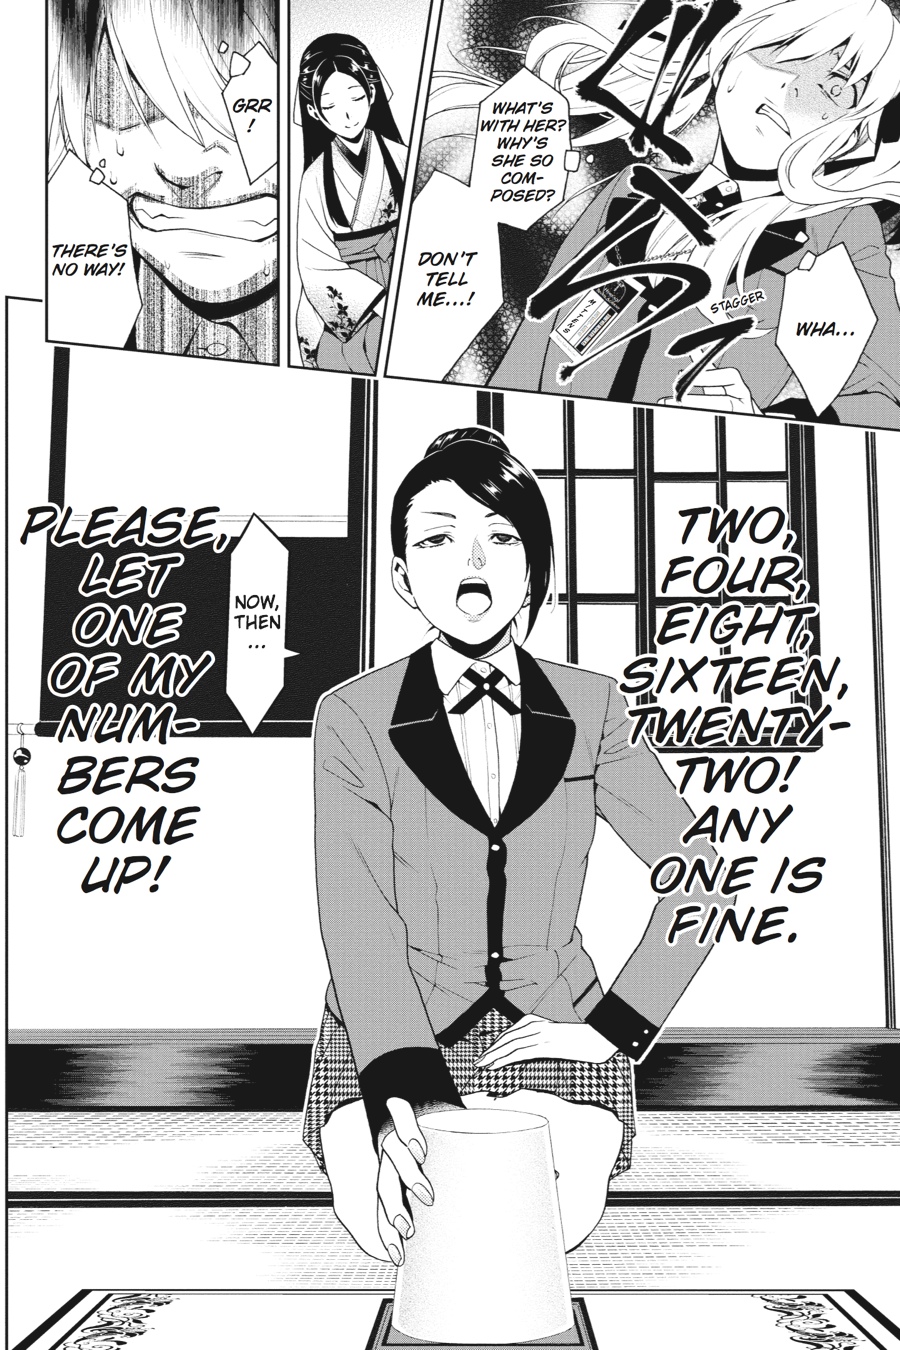 WHA...
STAGGER
MITTENS
WHAT'S
WITH HER?
WHY'S
SHE SO
COM-
POSED?
DON'T
TELL
ME...!
GRR
!
THERE'S
NO WAY!
TWO,
FOUR,
EIGHT,
SIXTEEN,
TWENTY-
TWO!
ANY
ONE IS
FINE.
NOW,
THEN
...
PLEASE,
LET
ONE
OF MY
NUM-
BERS
COME
UP!